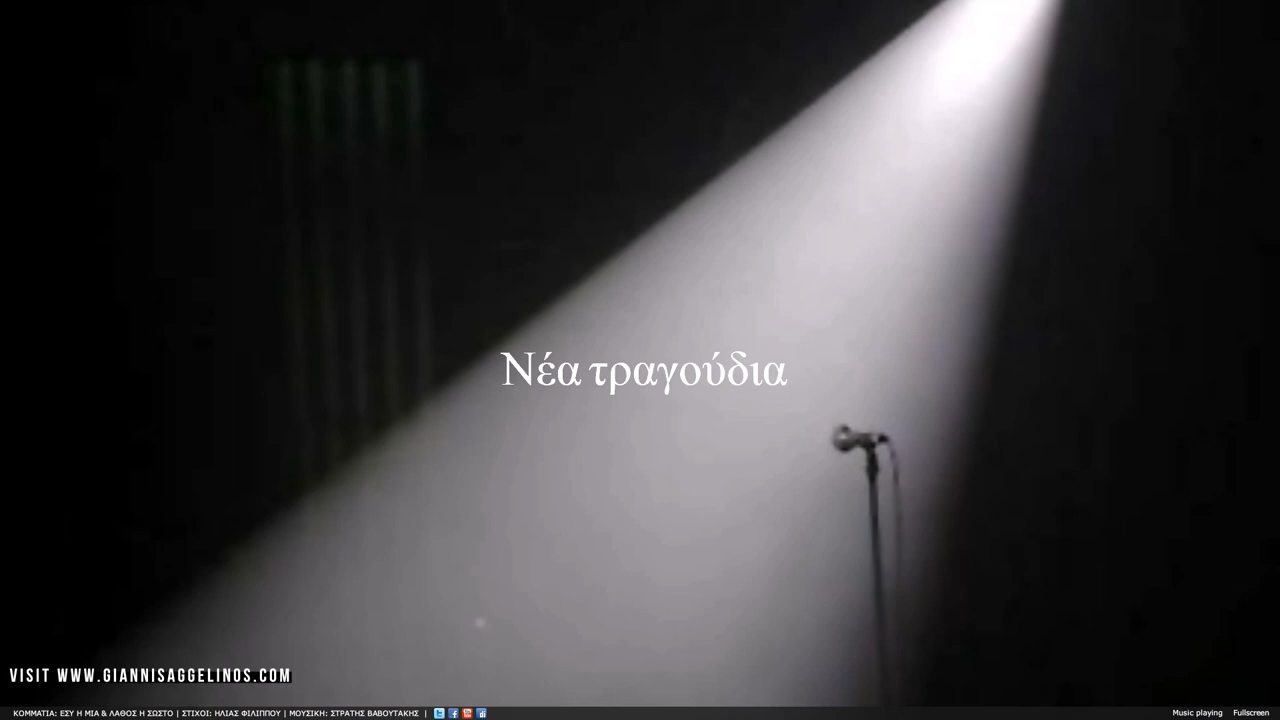 Νέα τραγούδια
VISIT WWW.GIANNISAGGELINOS.COM
ΚΟΜΜΑΤΙΑ: ΕΣΥ Η ΜΙΑ & ΛΑΘΟΣ Η ΣΩΣΤΟ | ΣΤΙΧΟΙ: ΗΛΙΑΣ ΦΙΛΙΠΠΟΥ | ΜΟΥΣΙΚΗ: ΣΤΡΑΤΗΣ ΒΑΒΟΥΤΑΚΗΣ |
Music playing Fullscreen